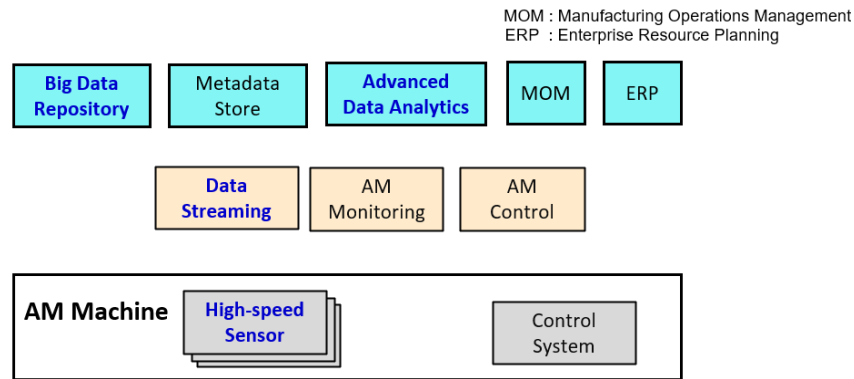 MOM : Manufacturing Operations Management
ERP : Enterprise Resource Planning
Big Data
Repository
Metadata
Store
Advanced
Data Analytics
MOM
ERP
Data
Streaming
AM
Monitoring
AM
Control
AM Machine
High-speed
Sensor
Control
System